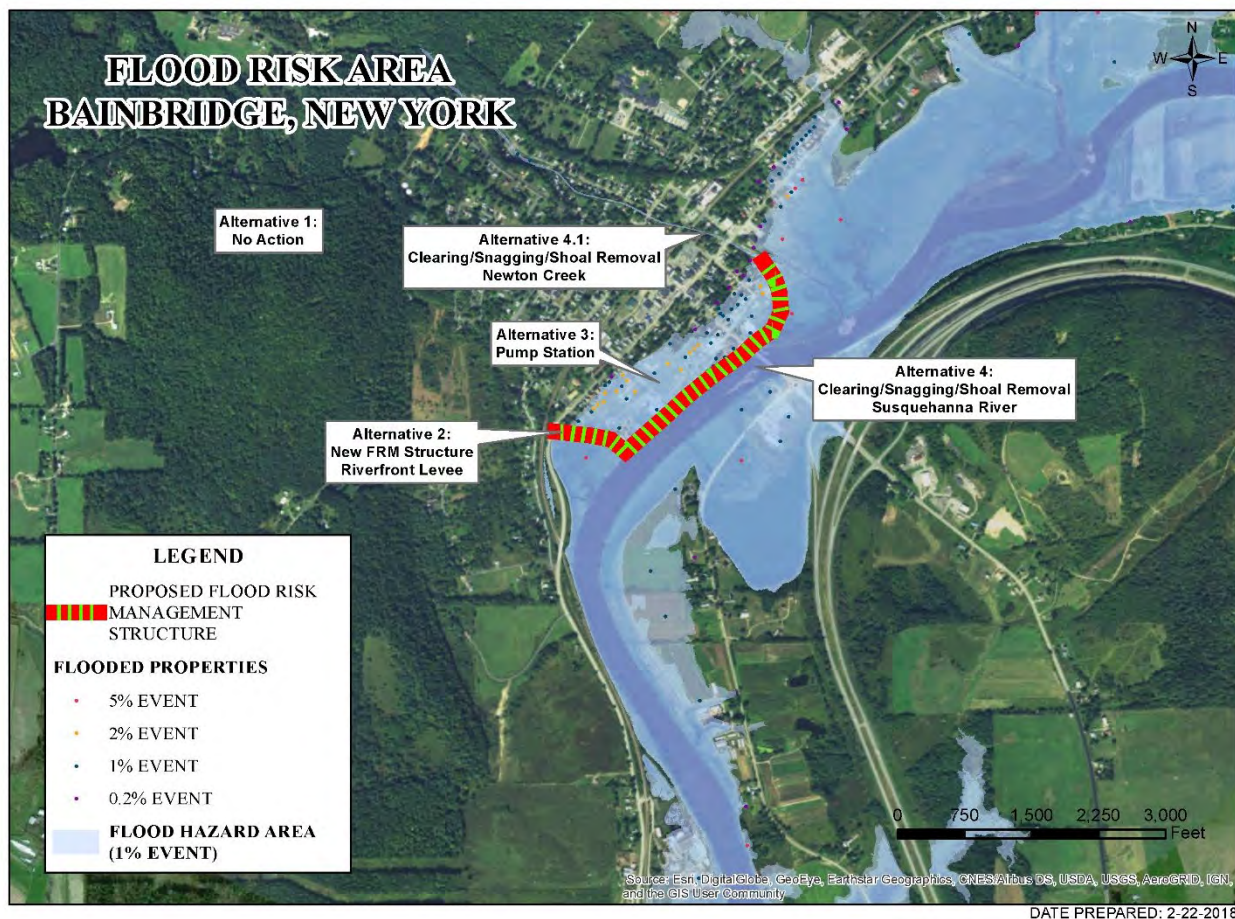 FLOOD RISK AREA
BAINBRIDGE, NEW YORK
N
W E
S
Alternative 1:
No Action
Alternative 4.1:
Clearing/Snagging/Shoal Removal
Newton Creek
Alternative 3:
Pump Station
Alternative 4:
Clearing/Snagging/Shoal Removal
Susquehanna River
Alternative 2:
New FRM Structure
Riverfront Levee
LEGEND
PROPOSED FLOOD RISK
MANAGEMENT
STRUCTURE
FLOODED PROPERTIES
5% EVENT
2% EVENT
1% EVENT
0.2% EVENT
FLOOD HAZARD AREA
(1% EVENT)
0 750 1,500 2,250 3,000
Feet
Source: Esri, DigitalGlobe, GeoEye, Earthstar Geographics, CNES/Airbus DS, USDA, USGS, AeroGRID, IGN,
and the GIS User Community
DATE PREPARED: 2-22-2018